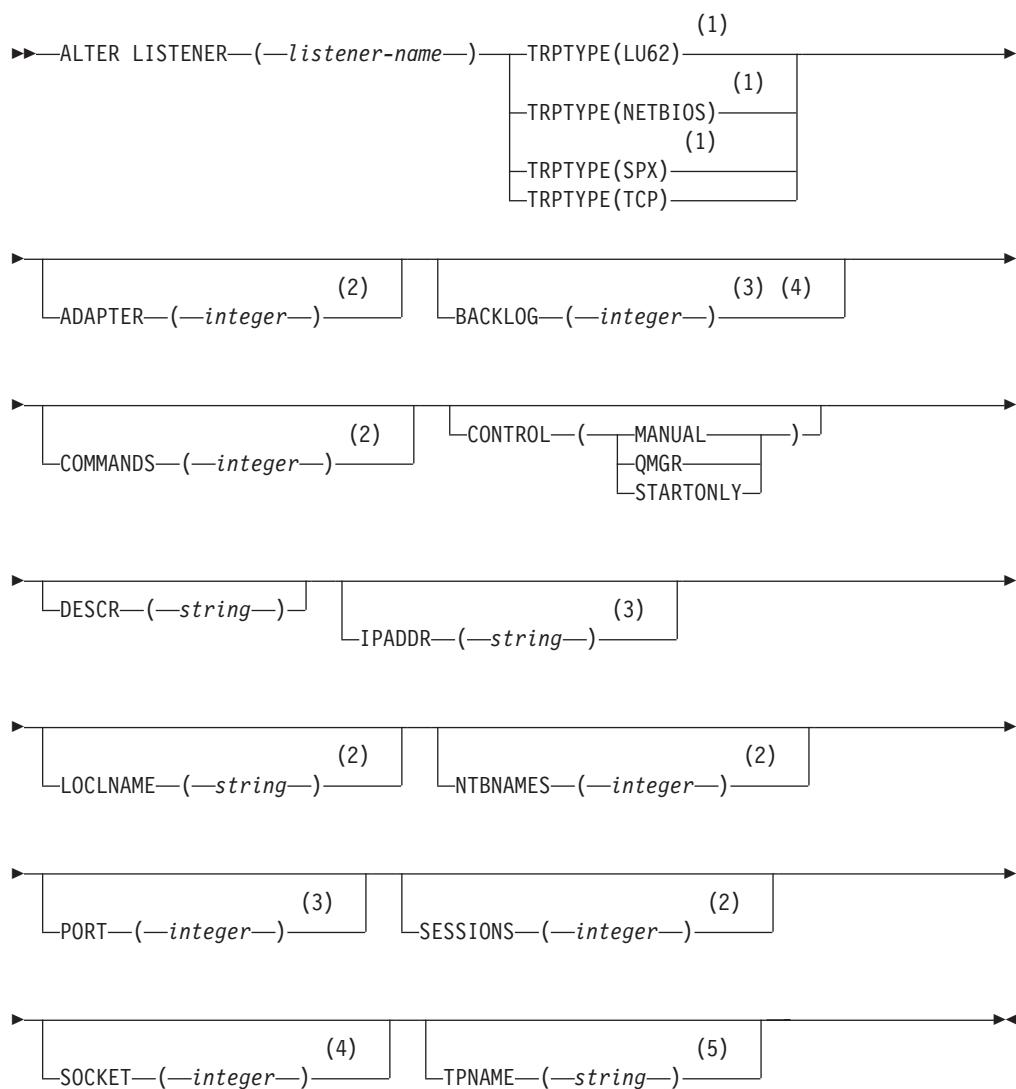 ALTER LISTENER ( listener-name ) TRPTYPE(LU62) (1)
TRPTYPE(NETBIOS) (1)
TRPTYPE(SPX) (1)
TRPTYPE(TCP)
ADAPTER ( integer ) (2) BACKLOG ( integer ) (3) (4)
COMMANDS ( integer ) (2) CONTROL ( MANUAL )
QMGR
STARTONLY
DESCR ( string ) IPADDR ( string ) (3)
LOCLNAME ( string ) (2) NTBNAMES ( integer ) (2)
PORT ( integer ) (3) SESSIONS ( integer ) (2)
SOCKET ( integer ) (4) TPNAME ( string ) (5)